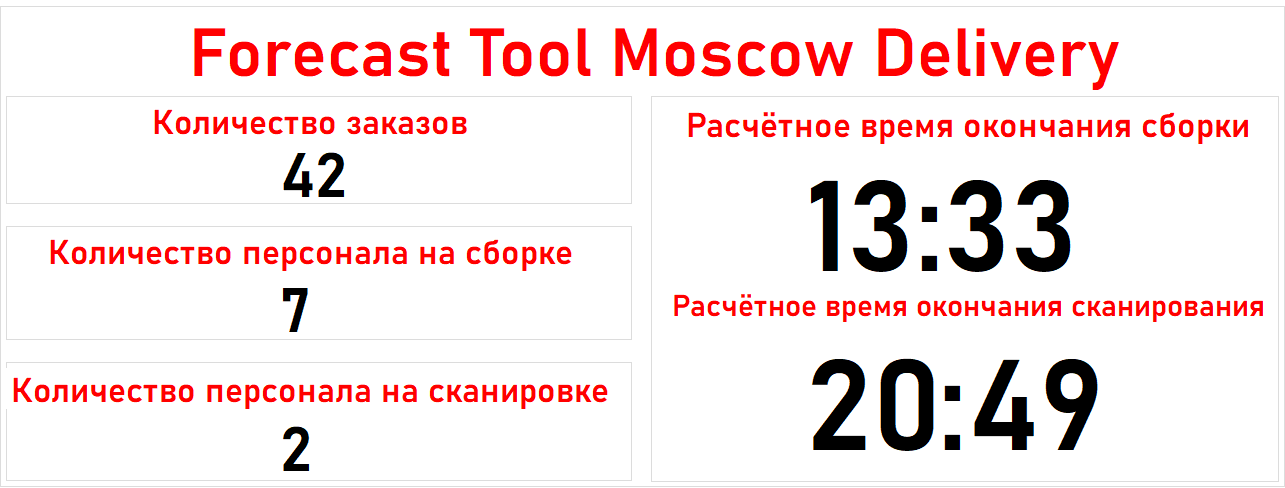 Forecast Tool Moscow Delivery
Количество заказов
42
Количество персонала на сборке
7
Количество персонала на сканировке
2
Расчётное время окончания сборки
13:33
Расчётное время окончания сканирования
20:49